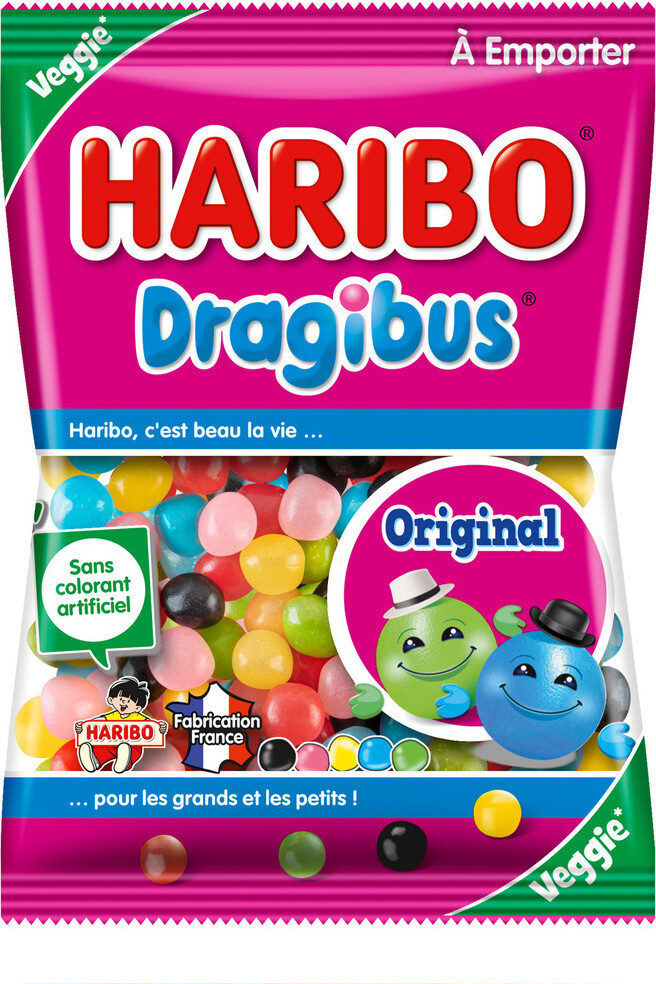 Veggie*
À Emporter
HARIBO®
Dragibus®
Haribo, c'est beau la vie ...
Original
Sans
colorant
artificiel
HARIBO
Fabrication
France
... pour les grands et les petits !
Veggie*